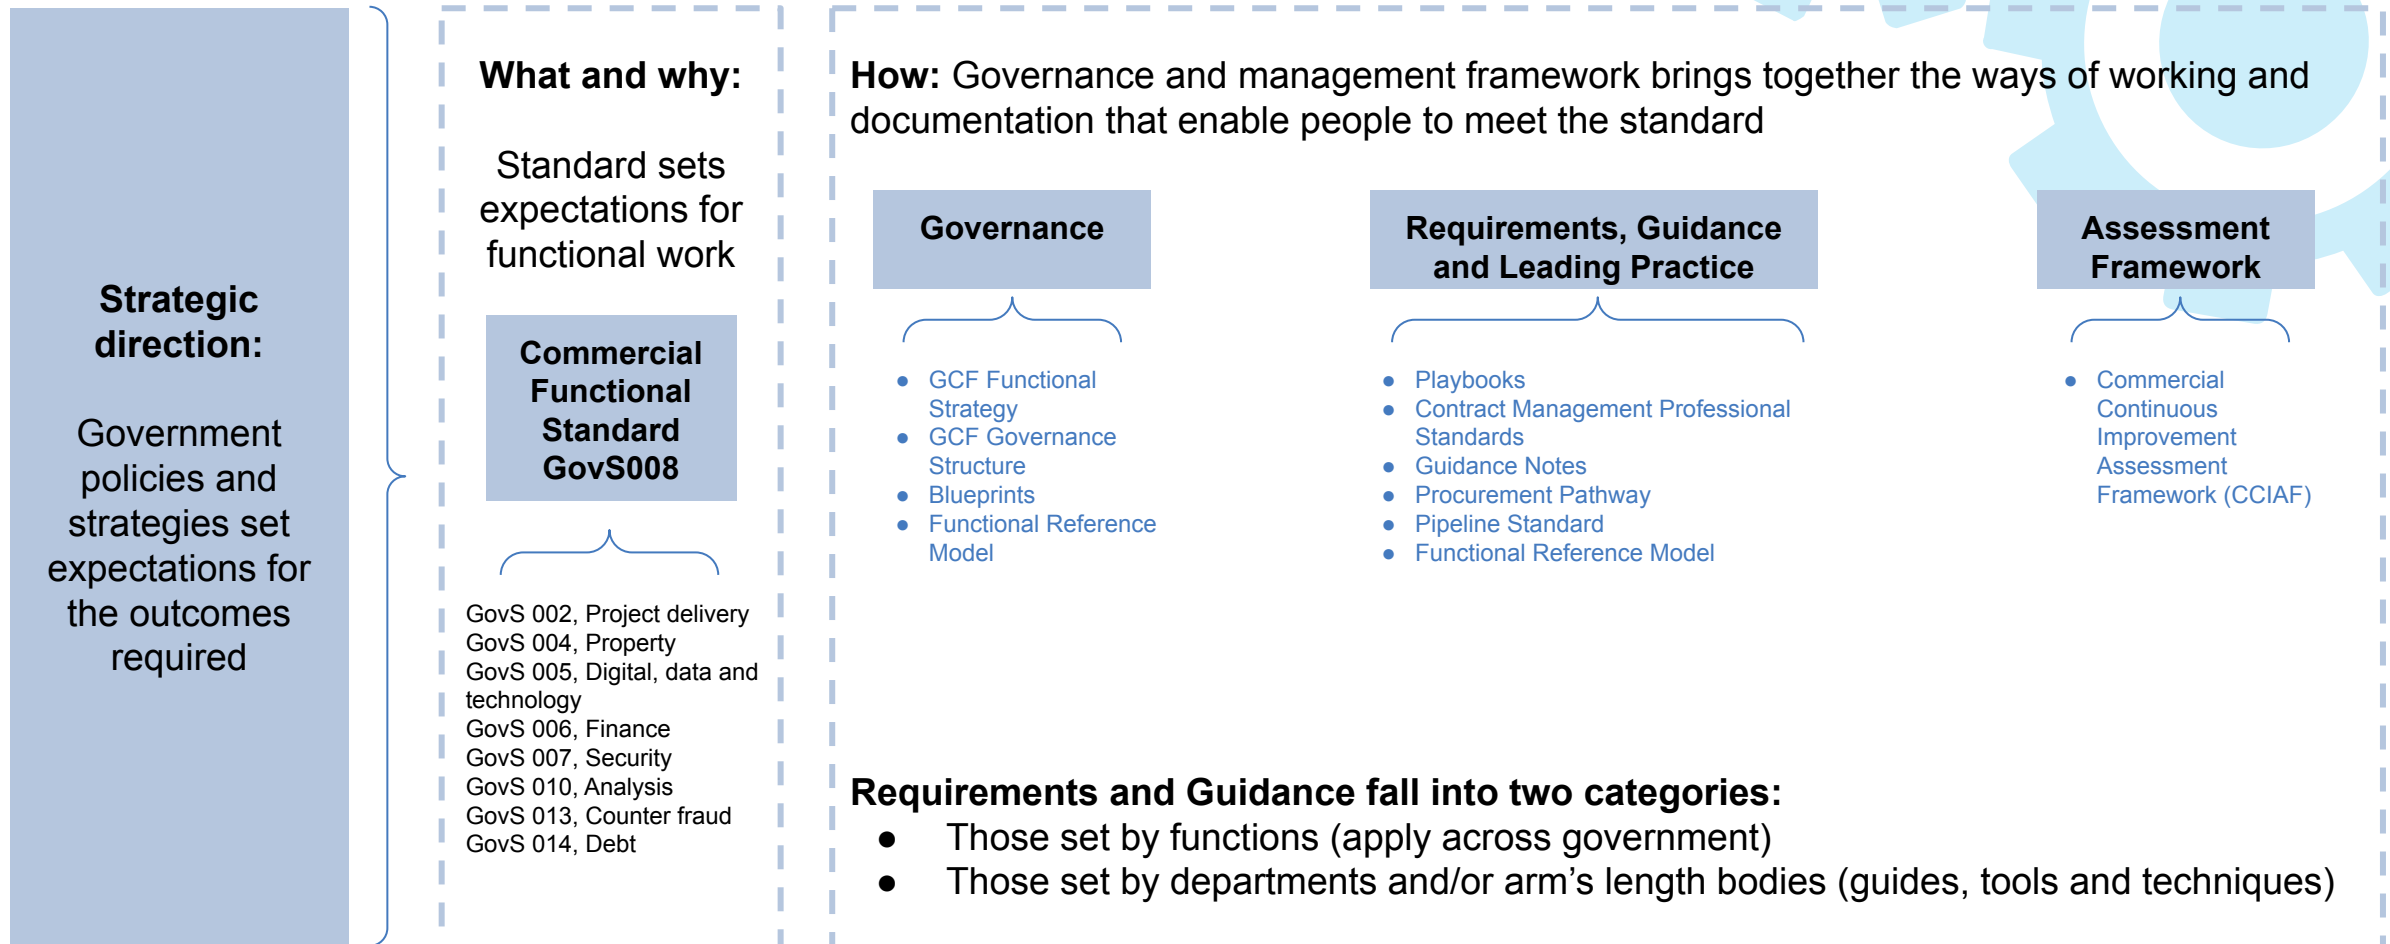 Strategic
direction:
Government
policies and
strategies set
expectations for
the outcomes
required
What and why:
Standard sets
expectations for
functional work
Commercial
Functional
Standard
GovS008
GovS 002, Project delivery
GovS 004, Property
GovS 005, Digital, data and
technology
GovS 006, Finance
GovS 007, Security
GovS 010, Analysis
GovS 013, Counter fraud
GovS 014, Debt
How: Governance and management framework brings together the ways of working and
documentation that enable people to meet the standard
Governance
● GCF Functional
Strategy
● GCF Governance
Structure
● Blueprints
● Functional Reference
Model
Requirements, Guidance
and Leading Practice
● Playbooks
● Contract Management Professional
Standards
● Guidance Notes
● Procurement Pathway
● Pipeline Standard
● Functional Reference Model
Assessment
Framework
● Commercial
Continuous
Improvement
Assessment
Framework (CCIAF)
Requirements and Guidance fall into two categories:
● Those set by functions (apply across government)
● Those set by departments and/or arm’s length bodies (guides, tools and techniques)